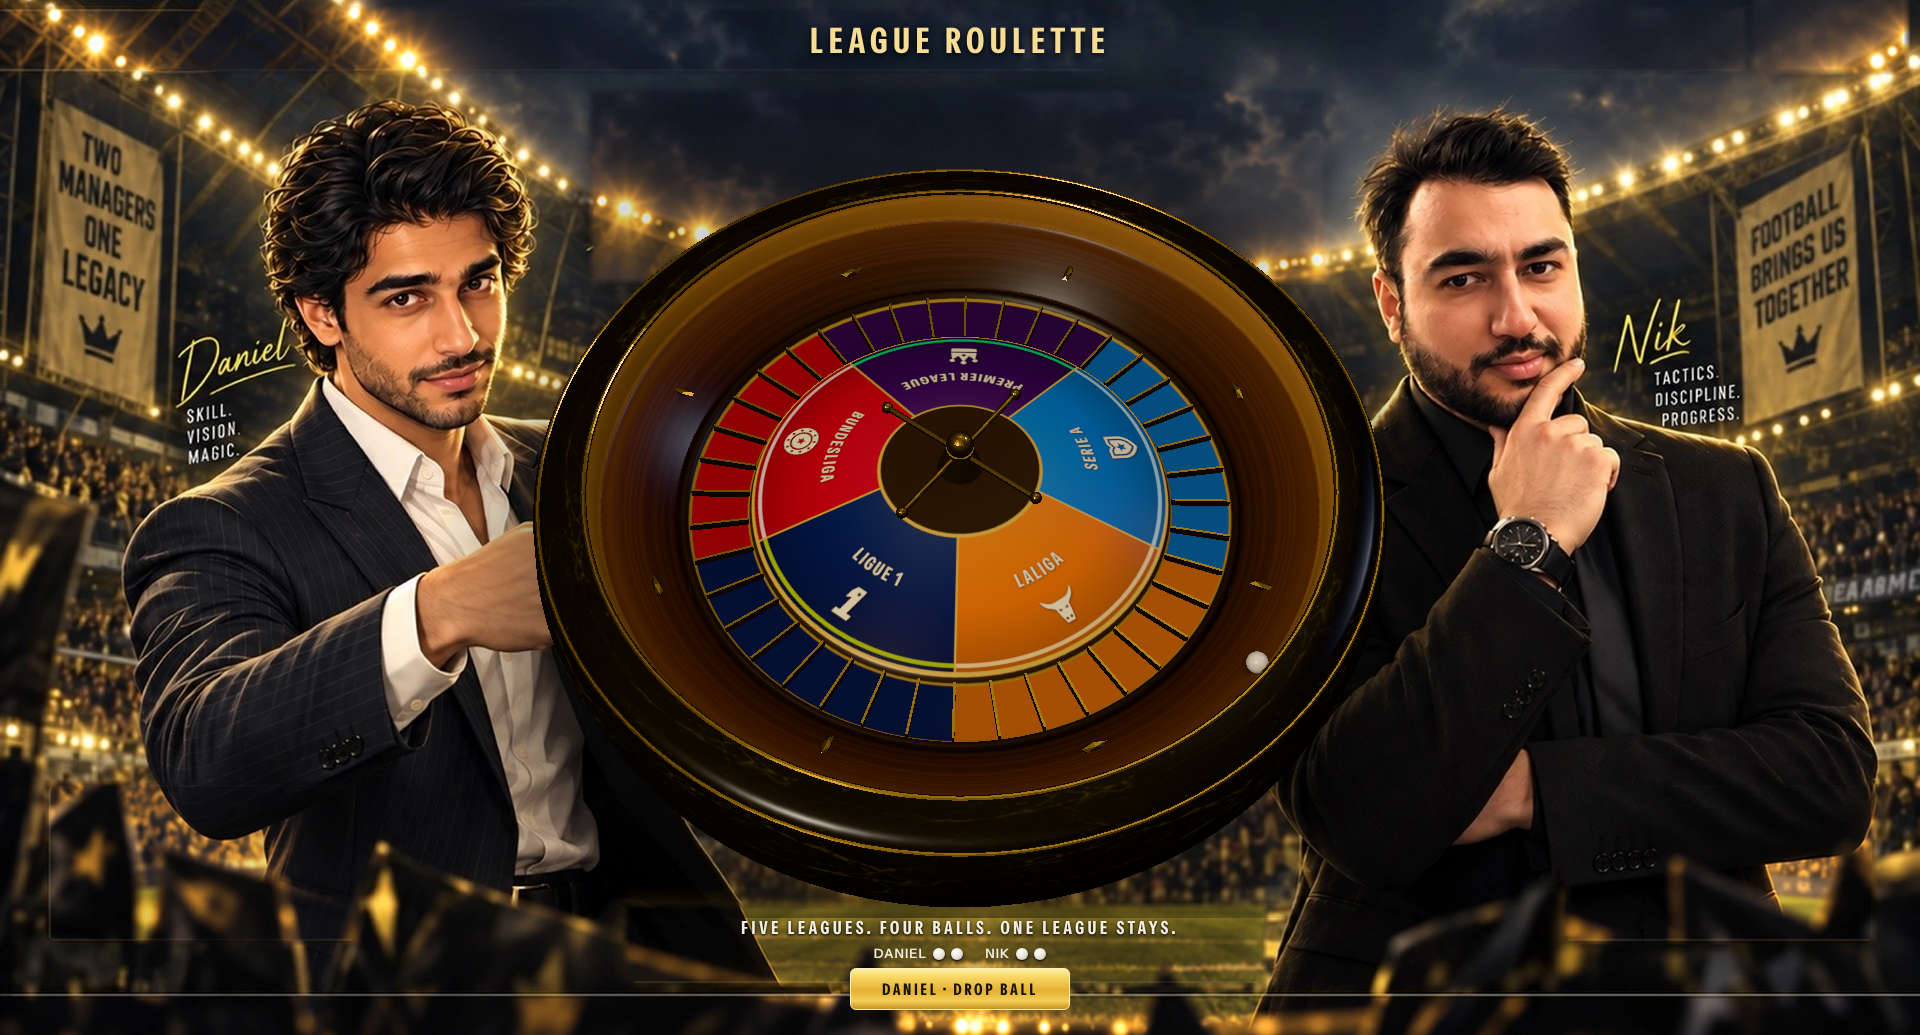 LEAGUE ROULETTE
TWO
MANAGERS
ONE
LEGACY
Daniel
SKILL.
VISION.
MAGIC.
FOOTBALL
BRINGS US
TOGETHER
Nik
TACTICS.
DISCIPLINE.
PROGRESS.
PREMIER LEAGUE
BUNDESLIGA
SERIE A
LIGUE 1
1
LALIGA
FIVE LEAGUES. FOUR BALLS. ONE LEAGUE STAYS.
DANIEL NIK
DANIEL · DROP BALL